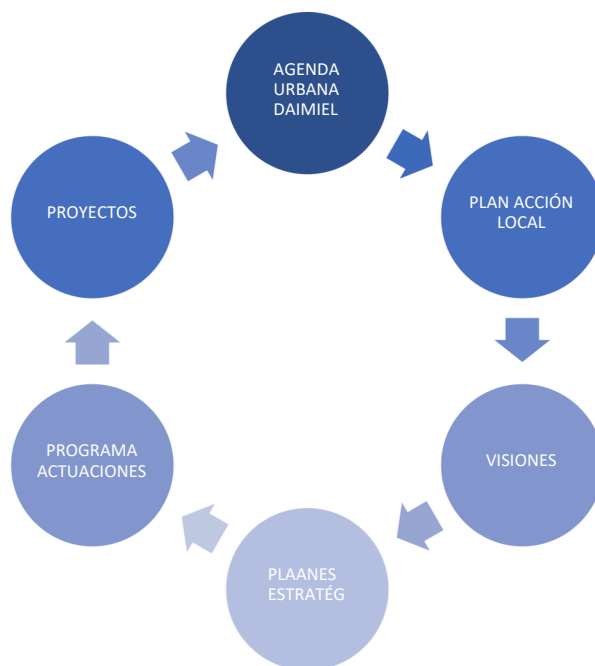 AGENDA
URBANA
DAIMIEL
PLAN ACCIÓN
LOCAL
VISIONES
PLAANES
ESTRATÉG
PROGRAMA
ACTUACIONES
PROYECTOS